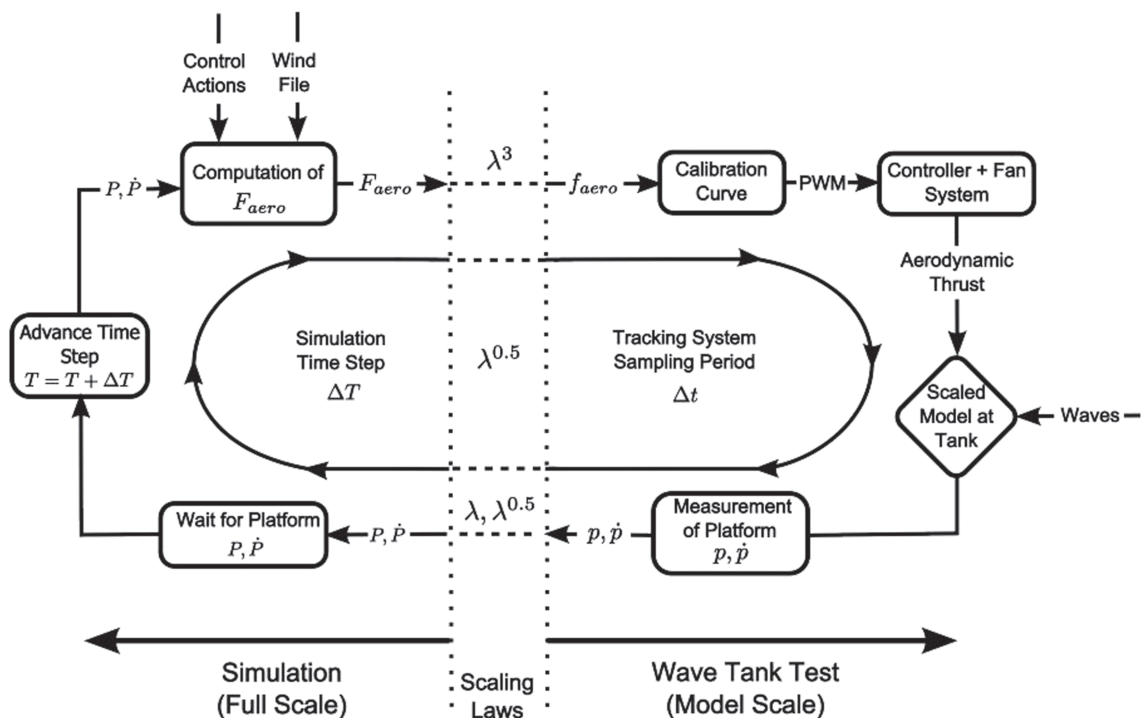 Control
Actions
Wind
File
Computation of
F_aero
P, Ṗ
F_aero
λ³
f_aero
Calibration
Curve
PWM
Controller + Fan
System
Aerodynamic
Thrust
Advance Time
Step
T = T + ΔT
Simulation
Time Step
ΔT
λ^0.5
Tracking System
Sampling Period
Δt
Scaled
Model at
Tank
Waves
Wait for Platform
P, Ṗ
P, Ṗ
λ, λ^0.5
p, ṗ
Measurement
of Platform
p, ṗ
Simulation
(Full Scale)
Scaling
Laws
Wave Tank Test
(Model Scale)